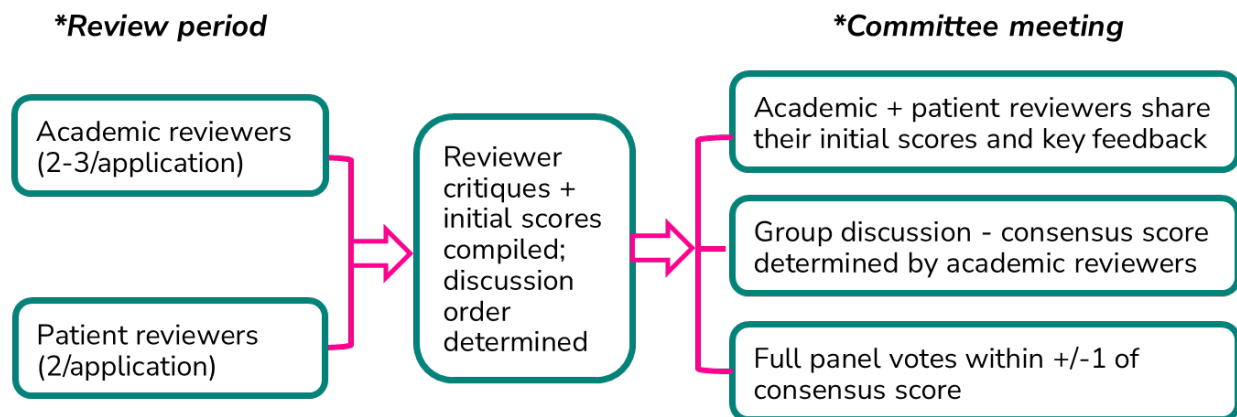 *Review period
*Committee meeting
Academic reviewers
(2-3/application)
Patient reviewers
(2/application)
Reviewer
critiques +
initial scores
compiled;
discussion
order
determined
Academic + patient reviewers share
their initial scores and key feedback
Group discussion - consensus score
determined by academic reviewers
Full panel votes within +/-1 of
consensus score